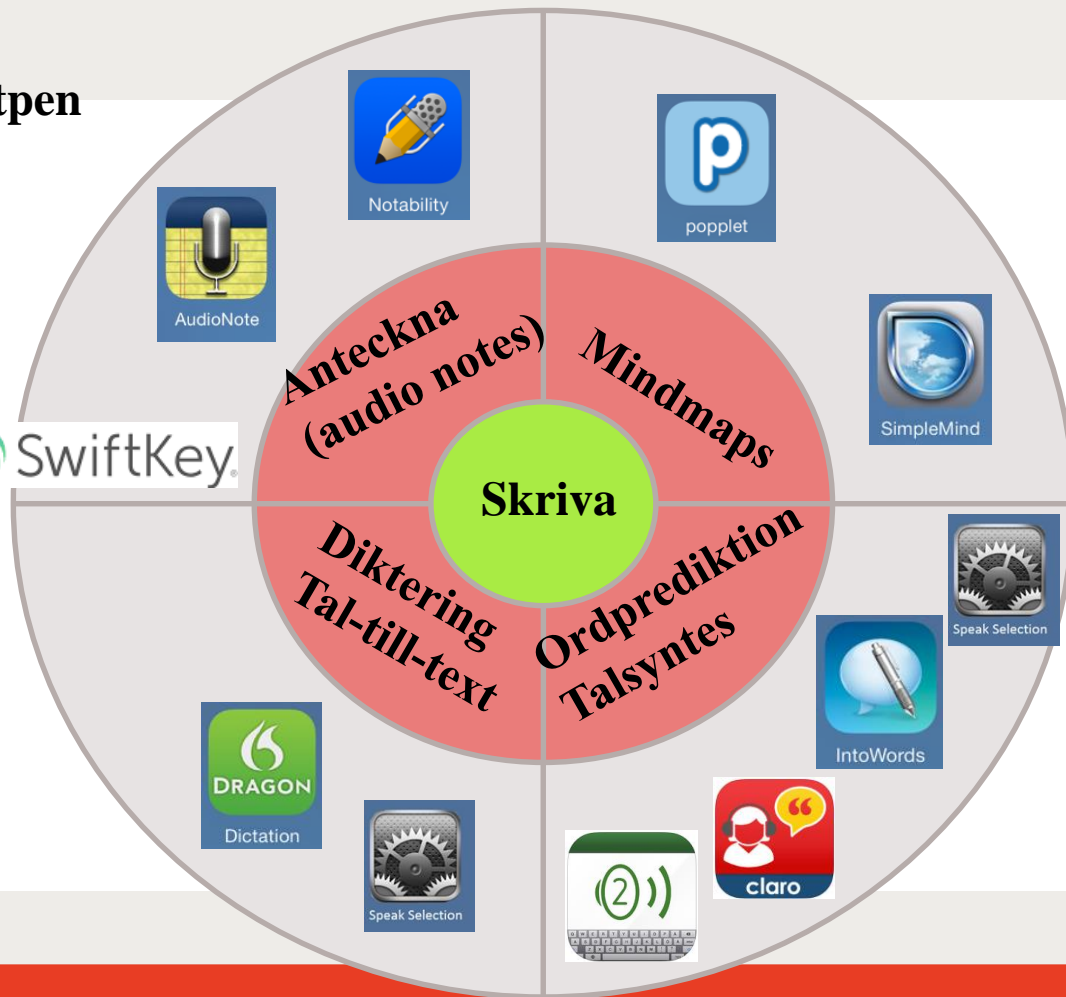 tpen
Notability
popplet
AudioNote
SimpleMind
Anteckna
(audio notes)
Mindmaps
SwiftKey
Skriva
Diktering
Tal-till-text
Ordprediktion
Talsyntes
Speak Selection
IntoWords
DRAGON
Dictation
Speak Selection
claro
2